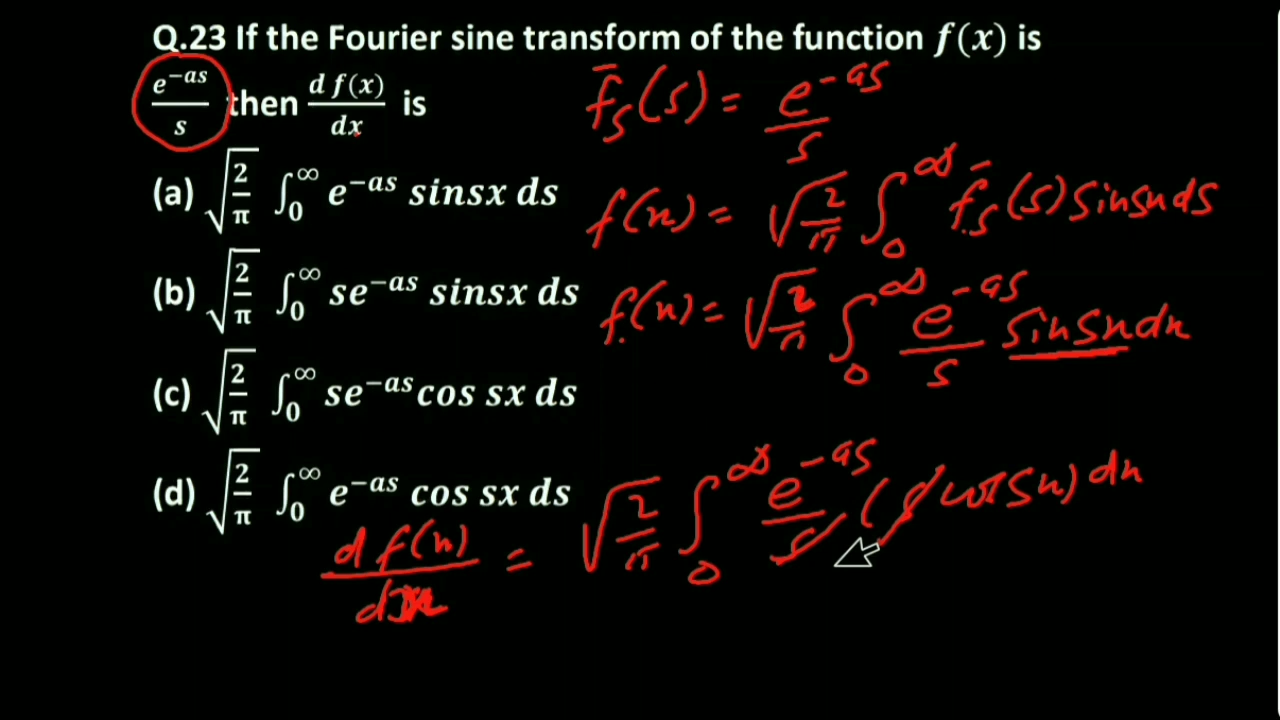 Q.23 If the Fourier sine transform of the function f(x) is
e^{-as}/s then d f(x)/dx is
(a) √(2/π) ∫₀^∞ e^{-as} sinsx ds
(b) √(2/π) ∫₀^∞ se^{-as} sinsx ds
(c) √(2/π) ∫₀^∞ se^{-as} cos sx ds
(d) √(2/π) ∫₀^∞ e^{-as} cos sx ds
f̄s(s) = e^{-as}/s
f(x) = √(2/π) ∫₀^∞ f̄s(s) sinsx ds
f(x) = √(2/π) ∫₀^∞ e^{-as}/s sinsx dx
d f(x)/dx = √(2/π) ∫₀^∞ e^{-as}/s (s cos sx) dx